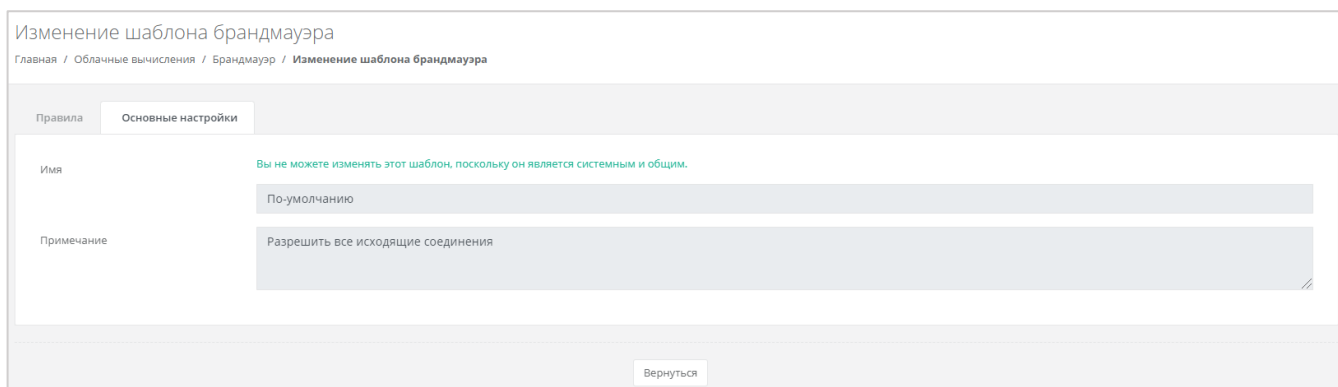 Изменение шаблона брандмауэра
Главная / Облачные вычисления / Брандмауэр / Изменение шаблона брандмауэра
Правила Основные настройки
Имя Вы не можете изменять этот шаблон, поскольку он является системным и общим.
По-умолчанию
Примечание Разрешить все исходящие соединения
Вернуться